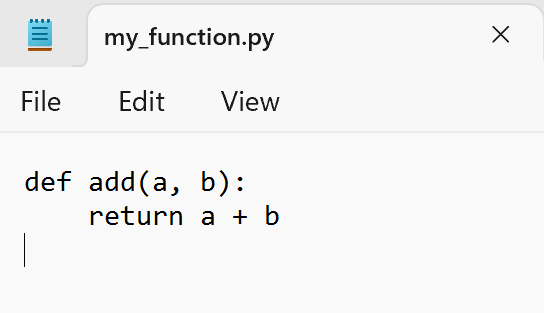 my_function.py
File Edit View
def add(a, b):
    return a + b